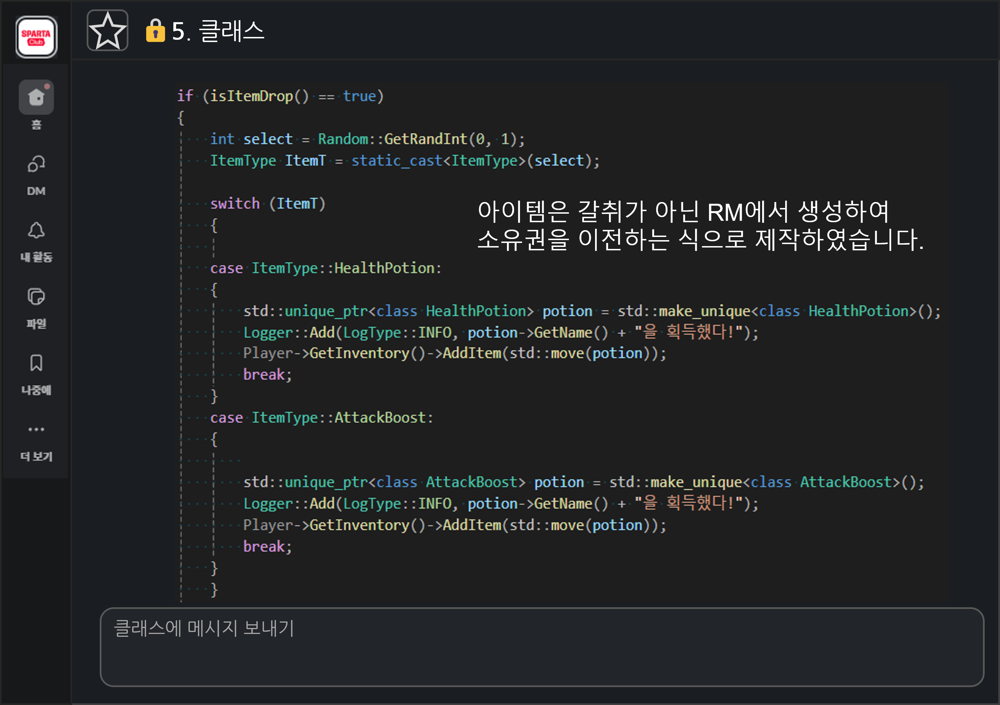 SPARTA
Club
5. 클래스
홈
DM
내 활동
파일
나중에
더 보기
if (isItemDrop() == true)
{
int select = Random::GetRandInt(0, 1);
ItemType ItemT = static_cast<ItemType>(select);
switch (ItemT)
{
아이템은 갈취가 아닌 RM에서 생성하여
소유권을 이전하는 식으로 제작하였습니다.
case ItemType::HealthPotion:
{
std::unique_ptr<class HealthPotion> potion = std::make_unique<class HealthPotion>();
Logger::Add(LogType::INFO, potion->GetName() + "을 획득했다!");
Player->GetInventory()->AddItem(std::move(potion));
break;
}
case ItemType::AttackBoost:
{
std::unique_ptr<class AttackBoost> potion = std::make_unique<class AttackBoost>();
Logger::Add(LogType::INFO, potion->GetName() + "을 획득했다!");
Player->GetInventory()->AddItem(std::move(potion));
break;
}
}
클래스에 메시지 보내기